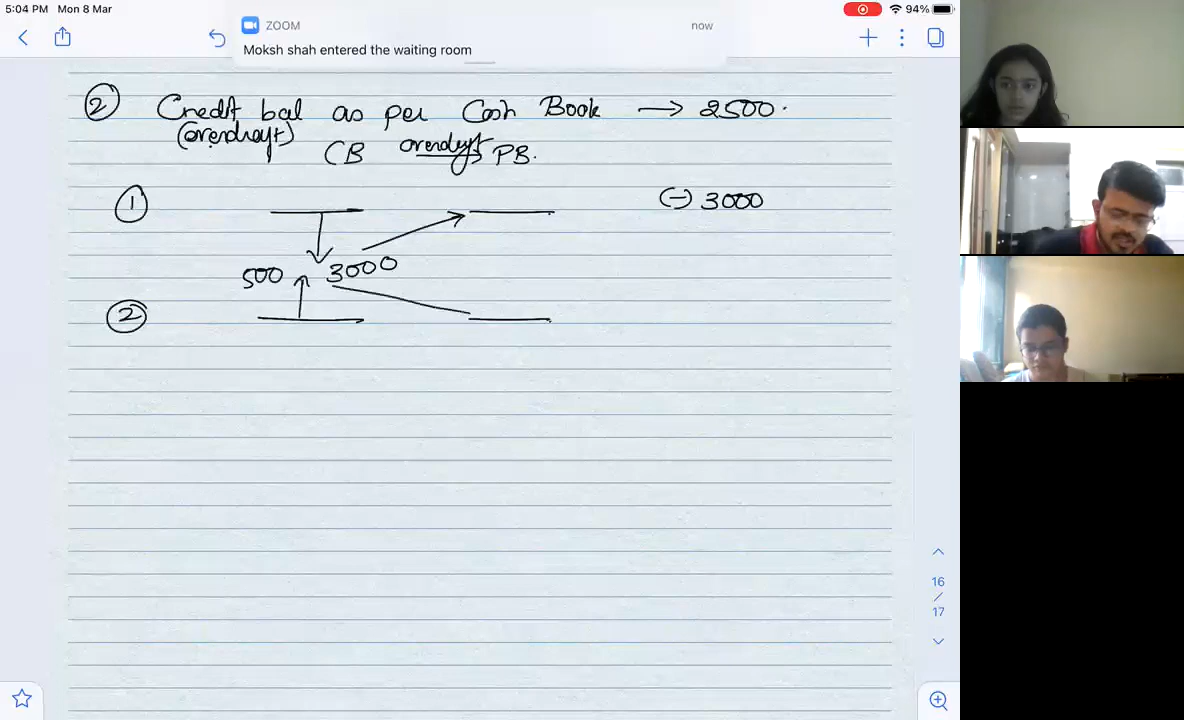 5:04 PM Mon 8 Mar
94%
ZOOM
now
Moksh shah entered the waiting room
2 Credit bal as per Cash Book → 2500.
(overdraft)
CB overdraft PB.
1
(-) 3000
500 3000
2
16
/
17